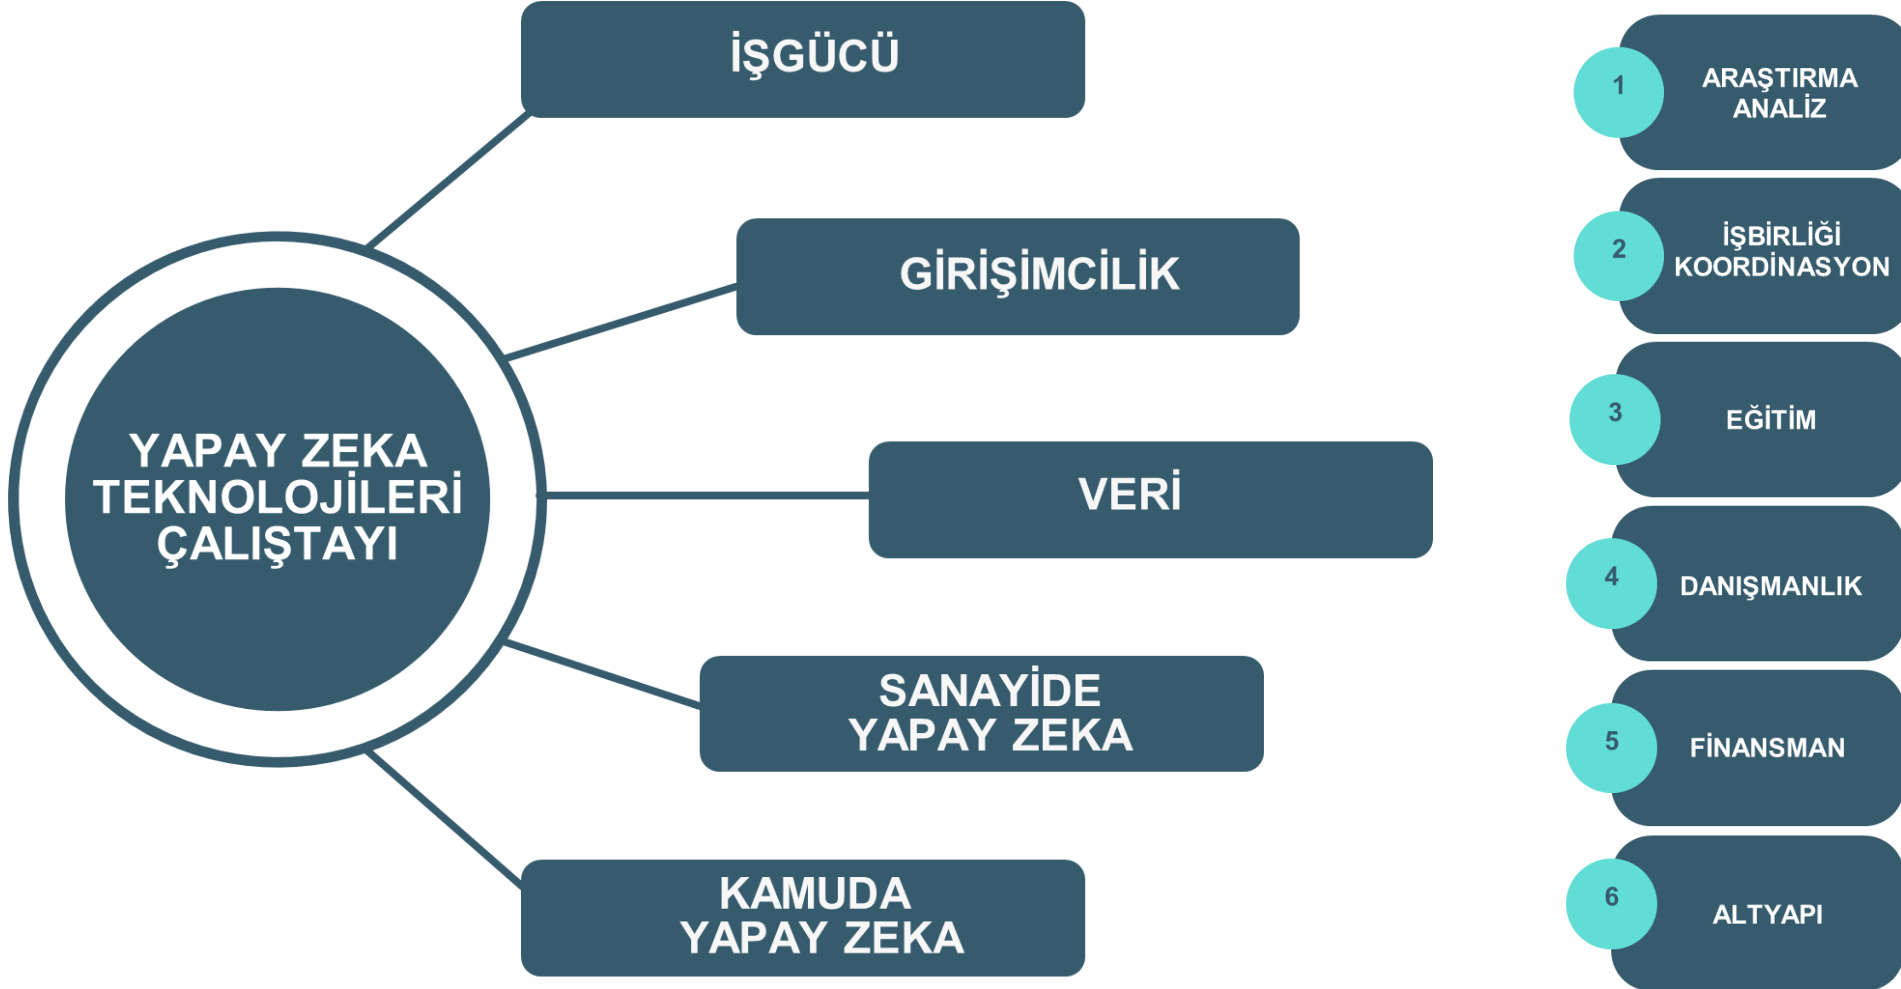 YAPAY ZEKA
TEKNOLOJİLERİ
ÇALIŞTAYI
İŞGÜCÜ
GİRİŞİMCİLİK
VERİ
SANAYİDE
YAPAY ZEKA
KAMUDA
YAPAY ZEKA
1
ARAŞTIRMA
ANALİZ
2
İŞBİRLİĞİ
KOORDİNASYON
3
EĞİTİM
4
DANIŞMANLIK
5
FİNANSMAN
6
ALTYAPI